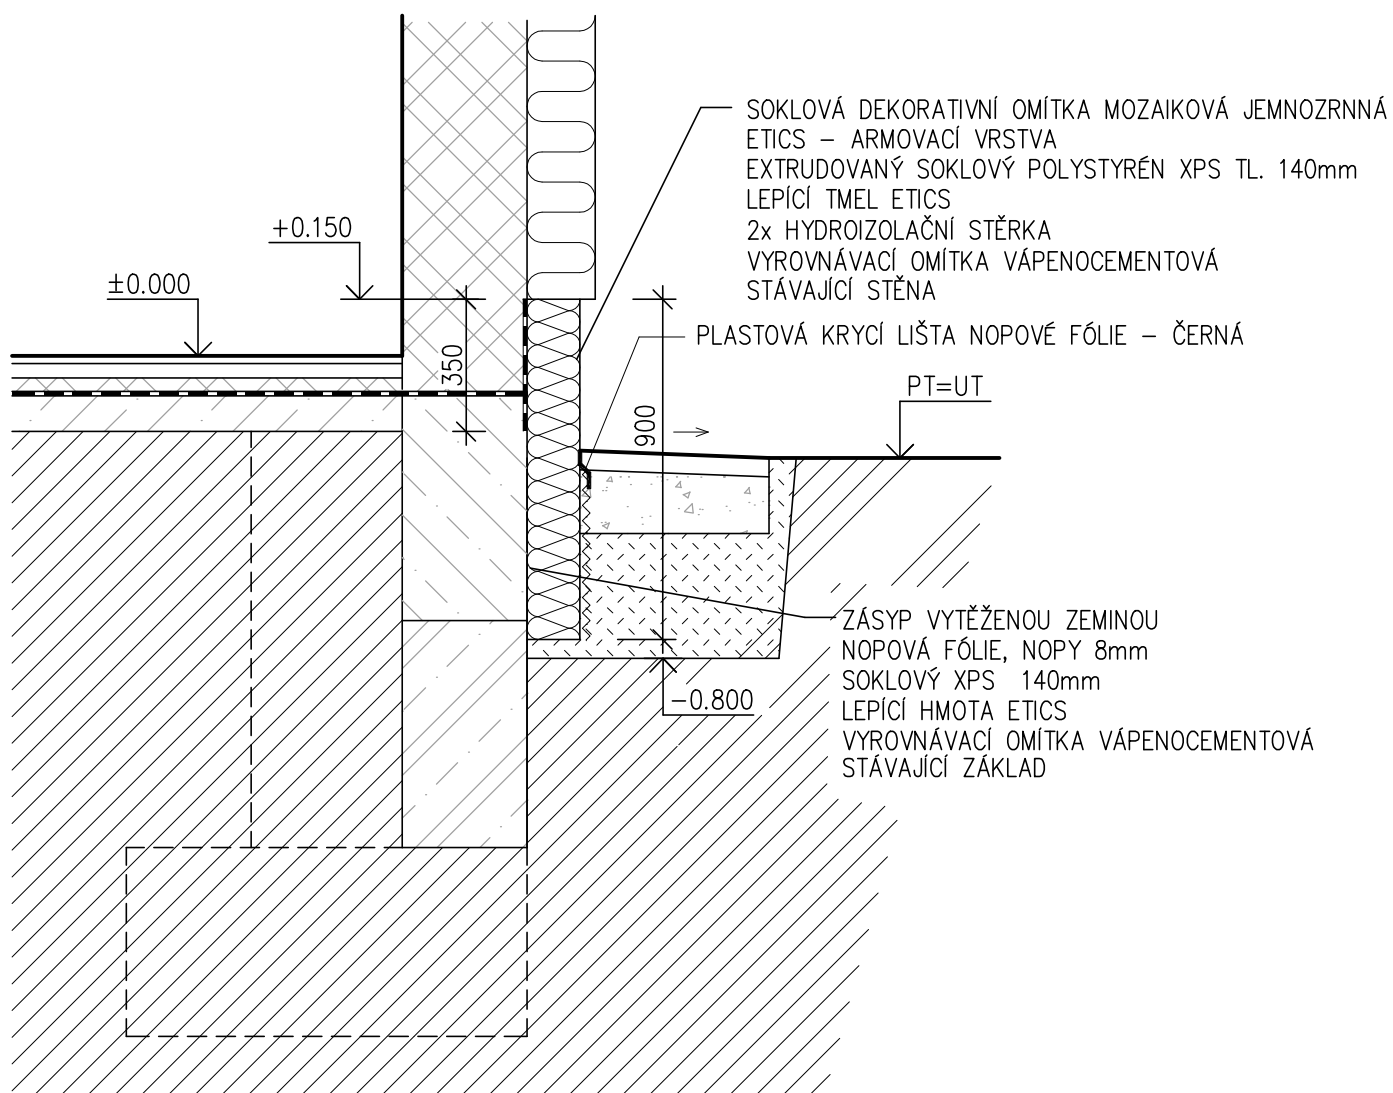 SOKLOVÁ DEKORATIVNÍ OMÍTKA MOZAIKOVÁ JEMNOZRNNÁ
ETICS – ARMOVACÍ VRSTVA
EXTRUDOVANÝ SOKLOVÝ POLYSTYRÉN XPS TL. 140mm
LEPÍCÍ TMEL ETICS
2x HYDROIZOLAČNÍ STĚRKA
VYROVNÁVACÍ OMÍTKA VÁPENOCEMENTOVÁ
STÁVAJÍCÍ STĚNA
+0.150
±0.000
PLASTOVÁ KRYCÍ LIŠTA NOPOVÉ FÓLIE – ČERNÁ
350
PT=UT
900
ZÁSYP VYTĚŽENOU ZEMINOU
NOPOVÁ FÓLIE, NOPY 8mm
SOKLOVÝ XPS 140mm
LEPÍCÍ HMOTA ETICS
VYROVNÁVACÍ OMÍTKA VÁPENOCEMENTOVÁ
STÁVAJÍCÍ ZÁKLAD
–0.800